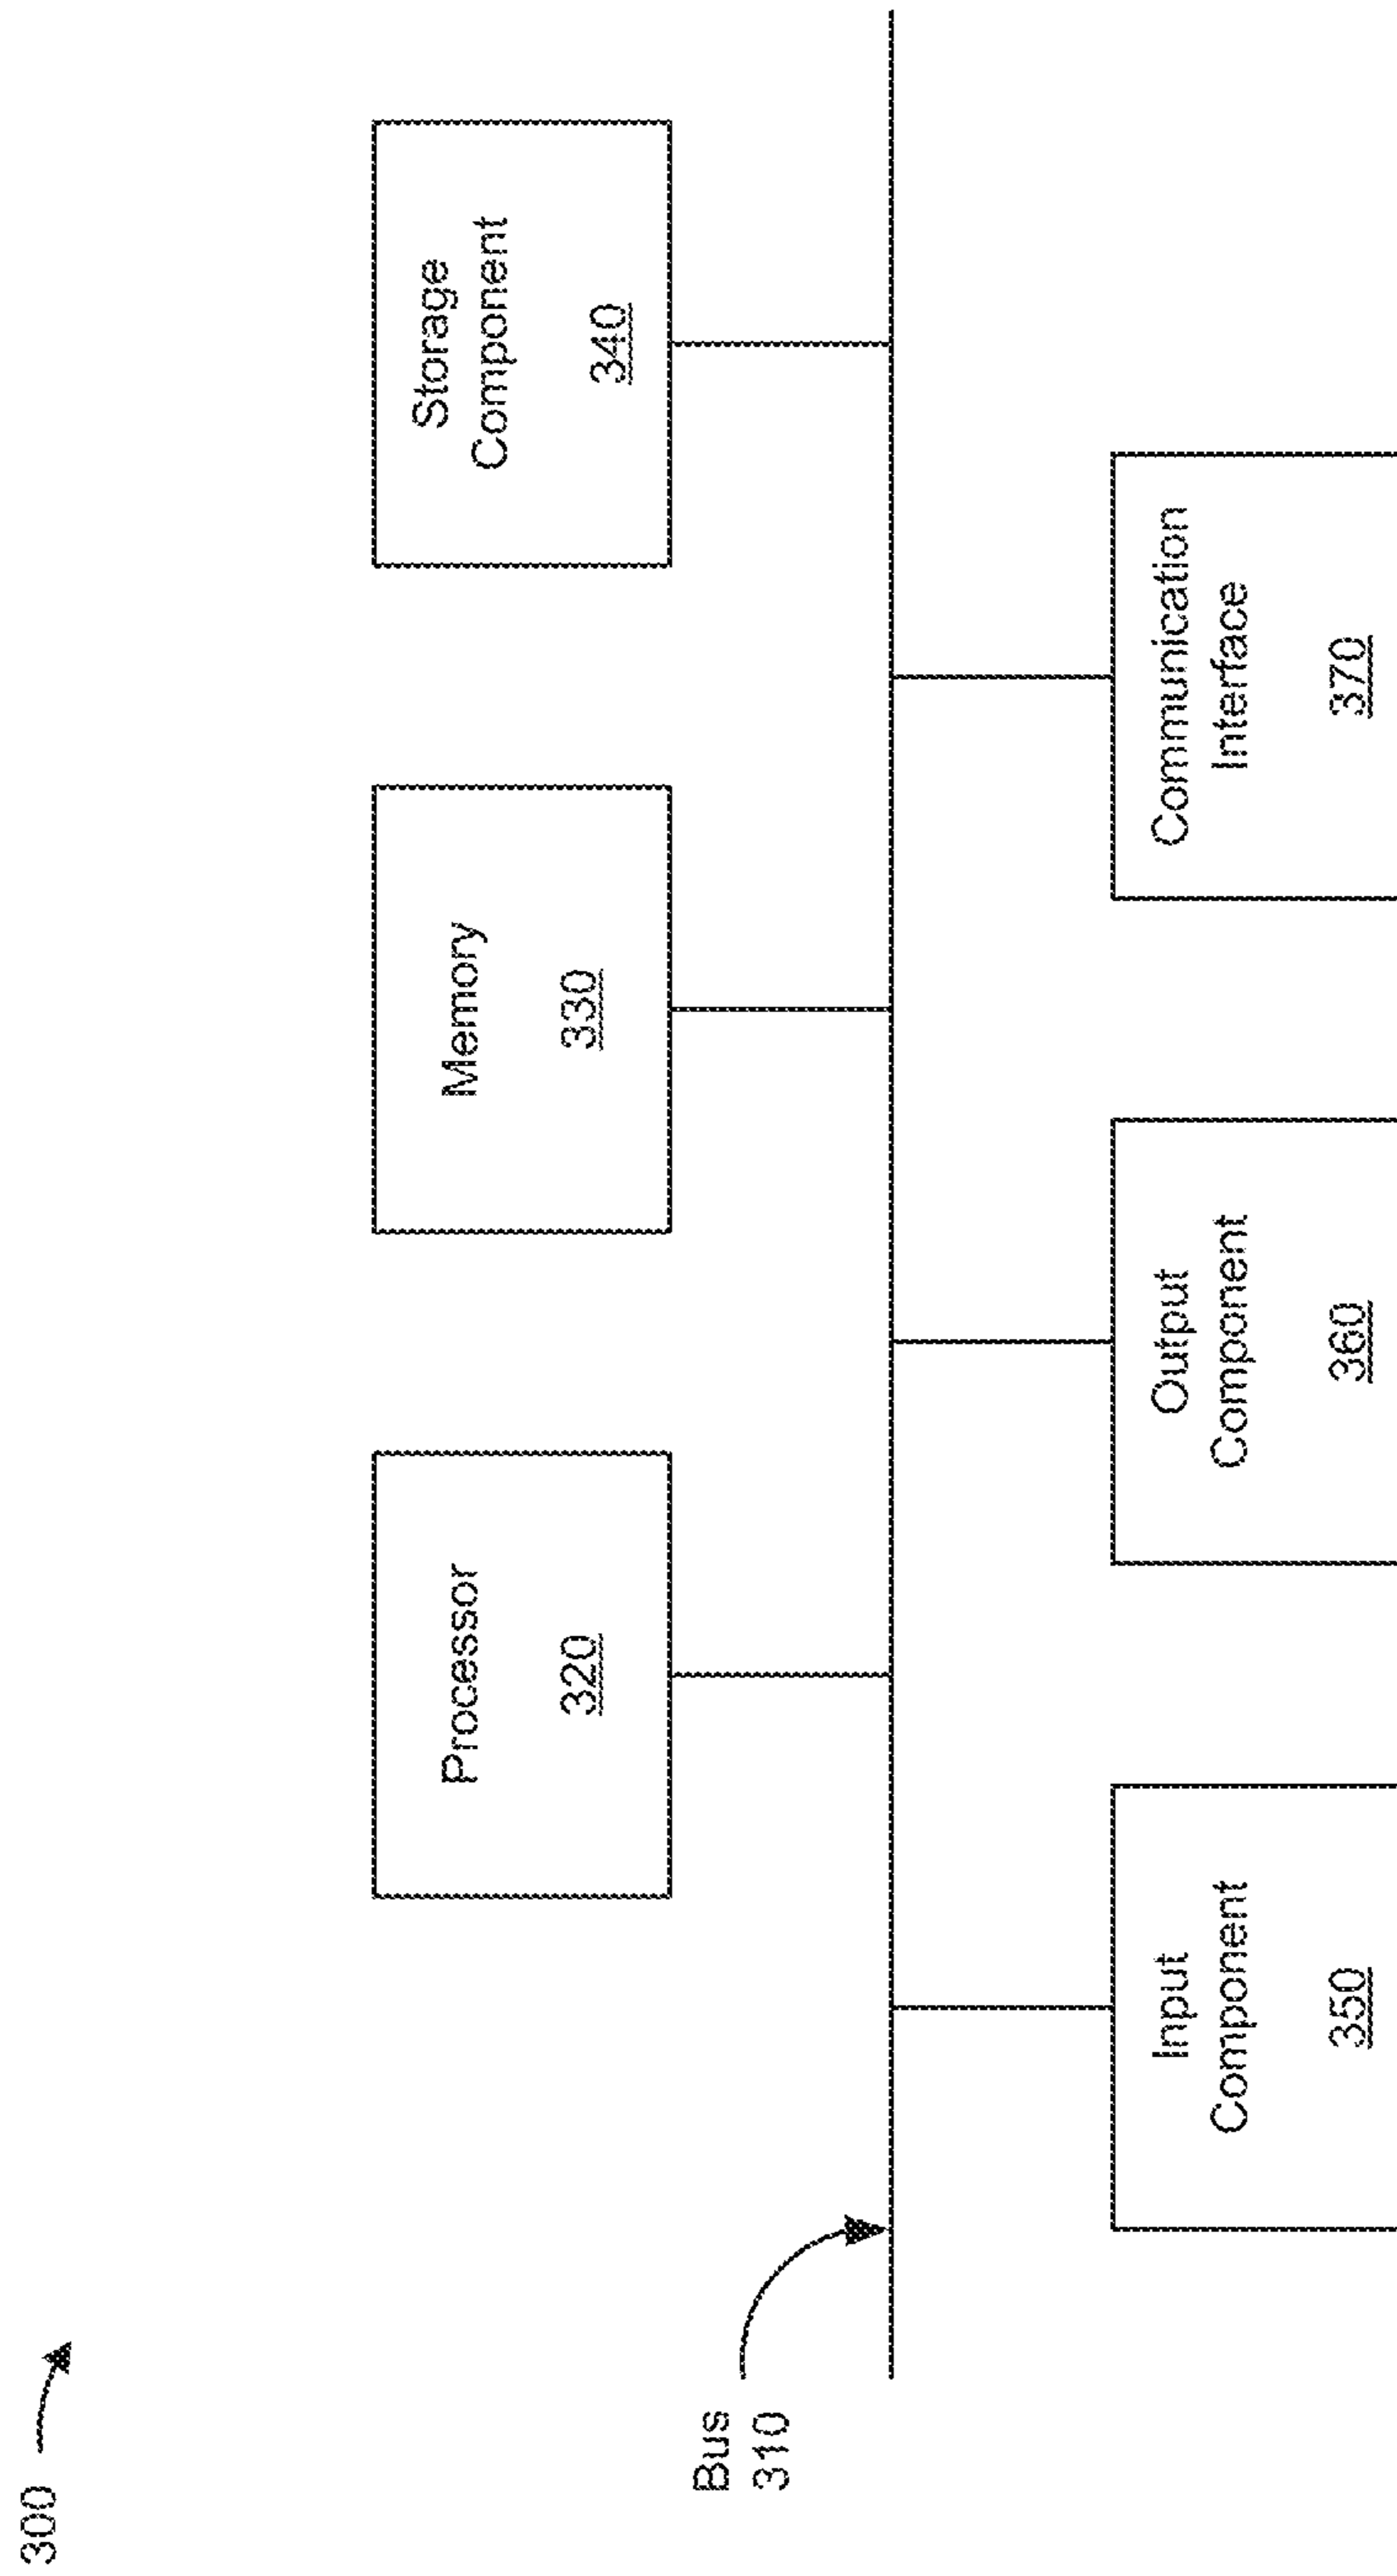 300
Processor
320
Memory
330
Storage
Component
340
Bus
310
Input
Component
350
Output
Component
360
Communication
Interface
370